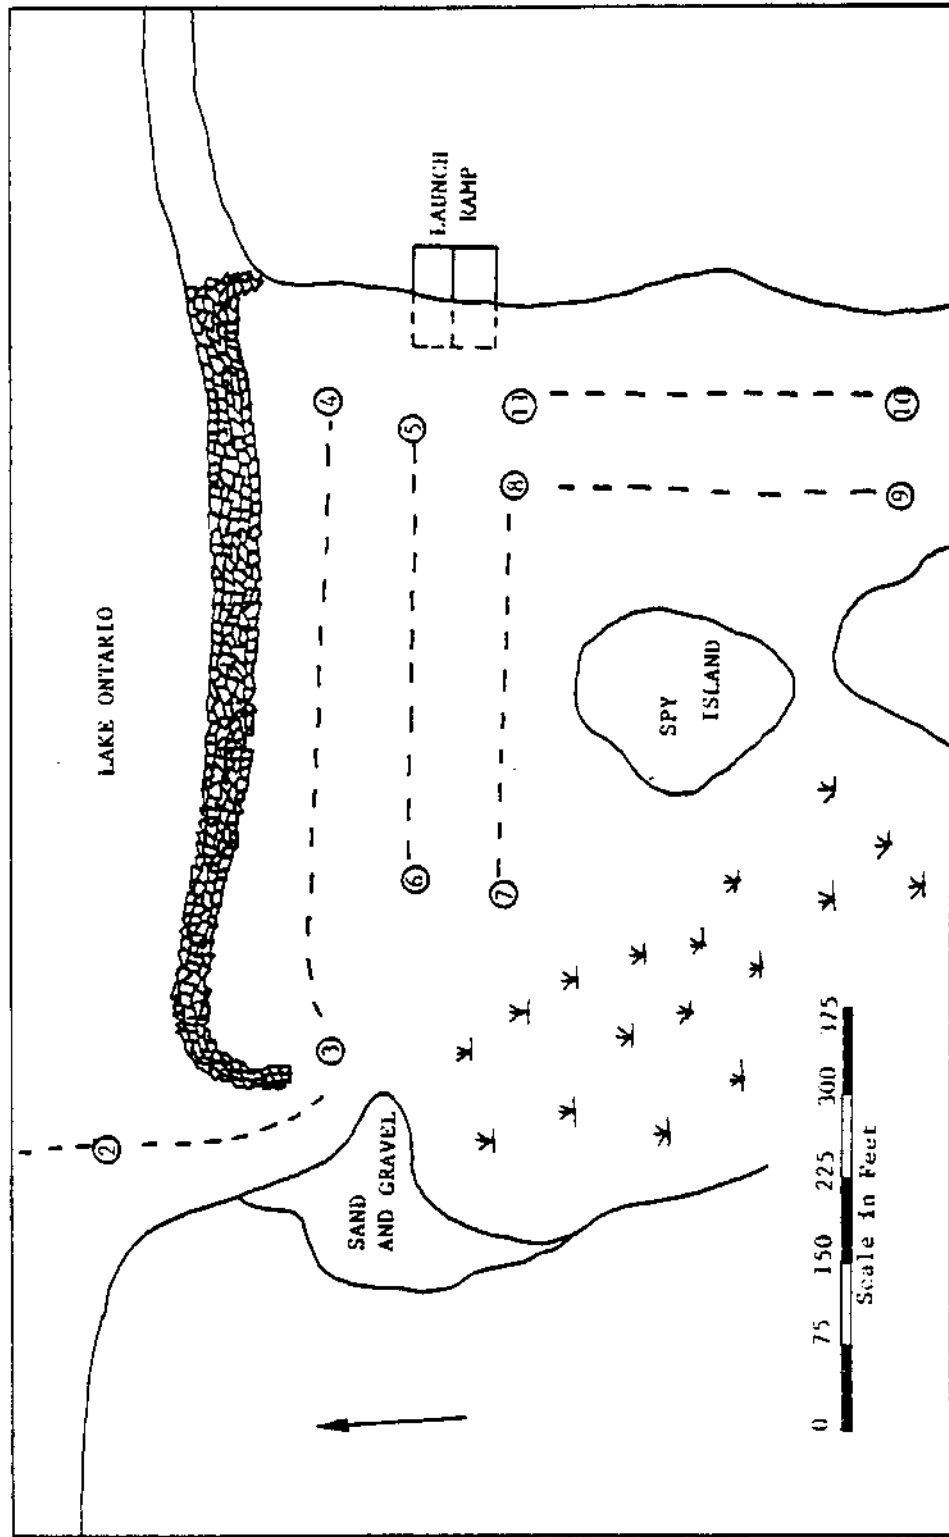 LAKE ONTARIO
2
3
4
5
6
7
8
9
10
11
LAUNCH
RAMP
SAND
AND GRAVEL
SPY
ISLAND
0 75 150 225 300 375
Scale in Feet